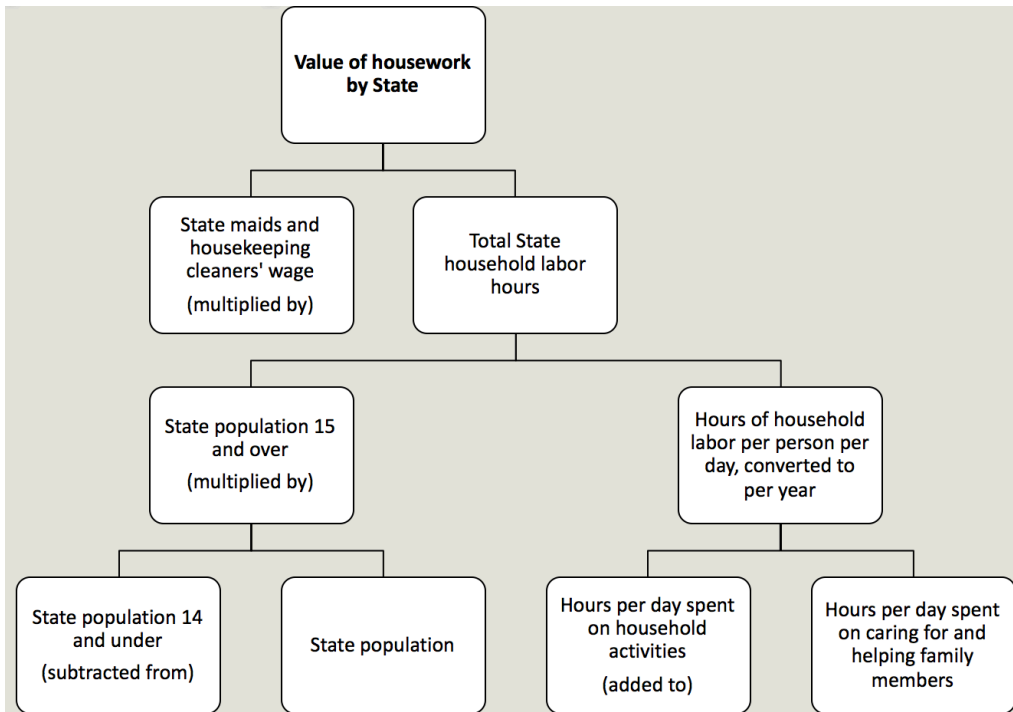 Value of housework
by State
State maids and
housekeeping
cleaners' wage
(multiplied by)
Total State
household labor
hours
State population 15
and over
(multiplied by)
Hours of household
labor per person per
day, converted to
per year
State population 14
and under
(subtracted from)
State population
Hours per day spent
on household
activities
(added to)
Hours per day spent
on caring for and
helping family
members